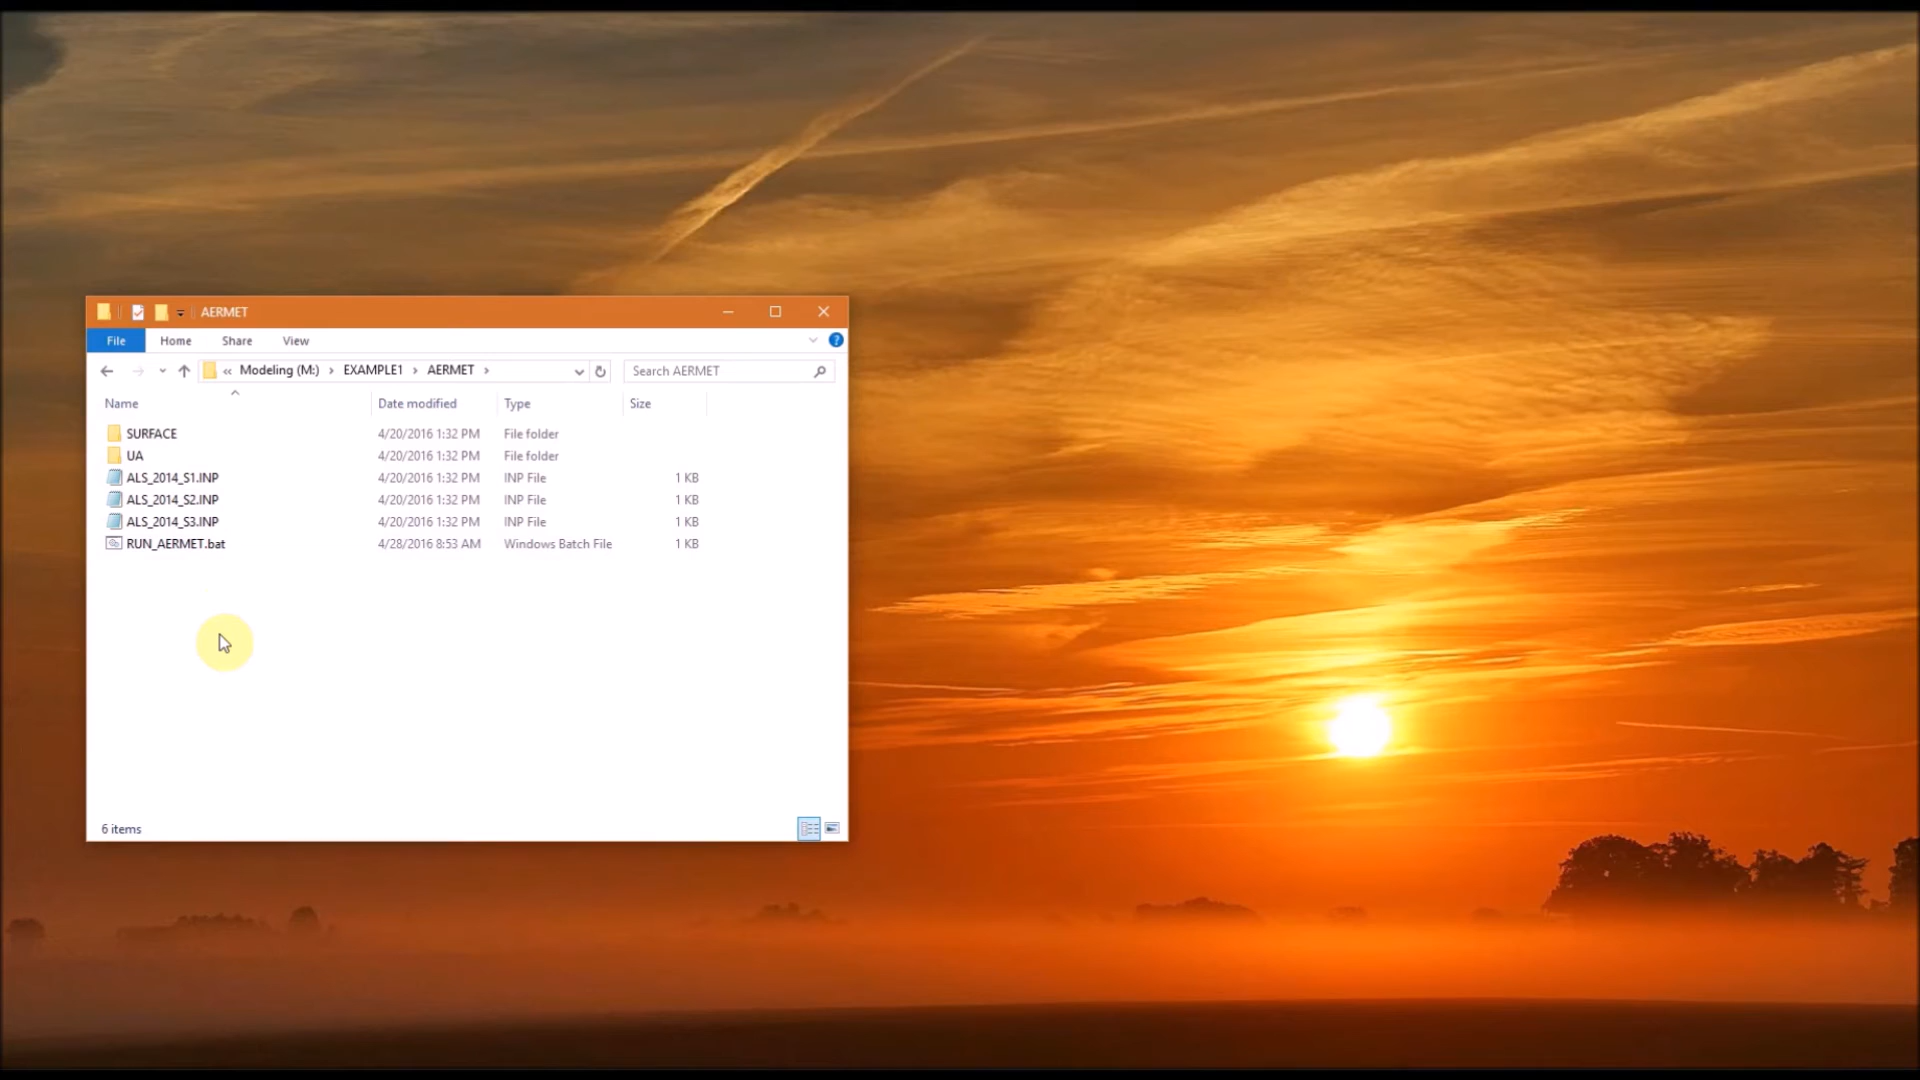 AERMET
File Home Share View
« Modeling (M:) › EXAMPLE1 › AERMET › Search AERMET
Name Date modified Type Size
SURFACE 4/20/2016 1:32 PM File folder
UA 4/20/2016 1:32 PM File folder
ALS_2014_S1.INP 4/20/2016 1:32 PM INP File 1 KB
ALS_2014_S2.INP 4/20/2016 1:32 PM INP File 1 KB
ALS_2014_S3.INP 4/20/2016 1:32 PM INP File 1 KB
RUN_AERMET.bat 4/28/2016 8:53 AM Windows Batch File 1 KB
6 items